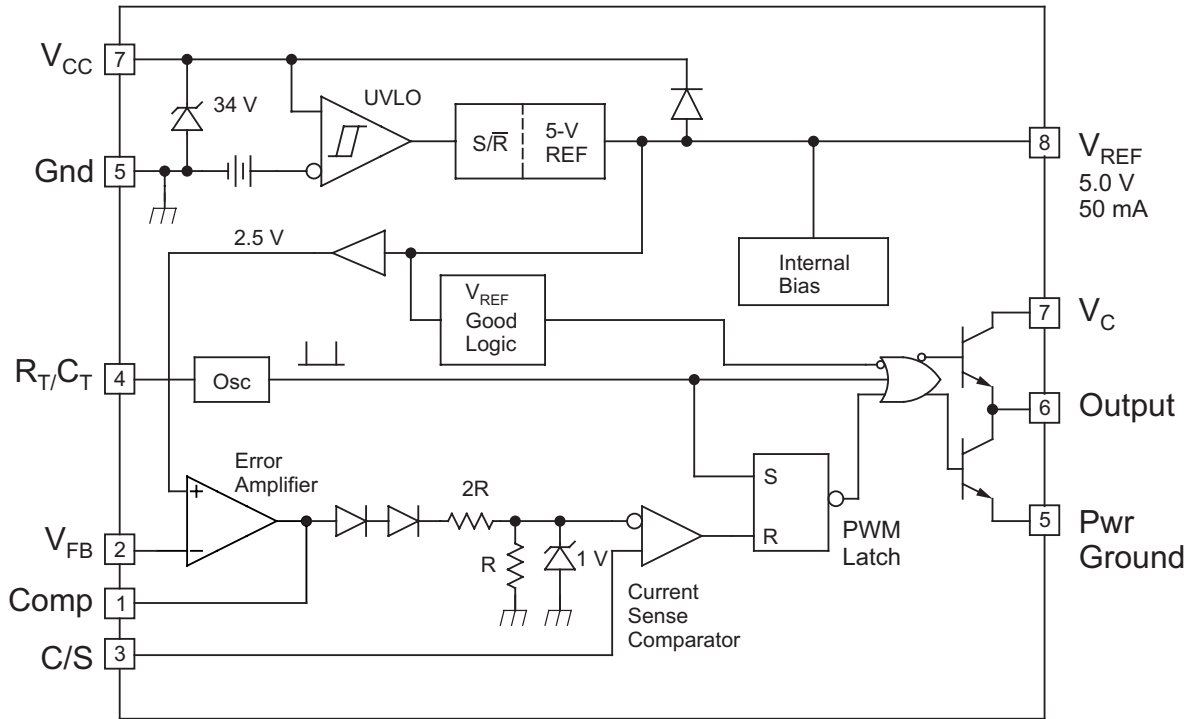 VCC
7
34 V
UVLO
S/R̅
5-V
REF
8
VREF
5.0 V
50 mA
Gnd
5
2.5 V
Internal
Bias
VREF
Good
Logic
7
VC
RT/CT
4
Osc
6
Output
Error
Amplifier
+
−
2R
S
R
PWM
Latch
5
Pwr
Ground
VFB
2
R
1 V
Comp
1
Current
Sense
Comparator
C/S
3